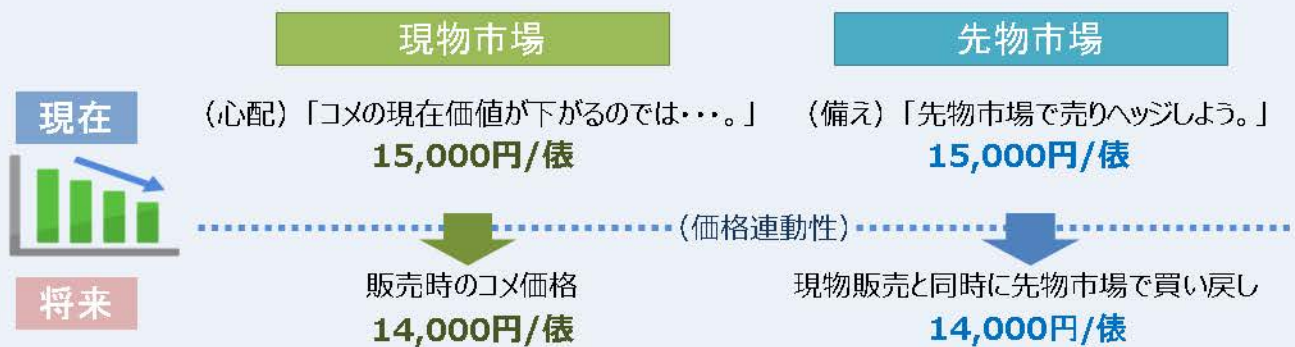 現物市場
先物市場
現在
（心配）「コメの現在価値が下がるのでは・・・。」
（備え）「先物市場で売りヘッジしよう。」
15,000円/俵
15,000円/俵
（価格連動性）
将来
販売時のコメ価格
現物販売と同時に先物市場で買い戻し
14,000円/俵
14,000円/俵